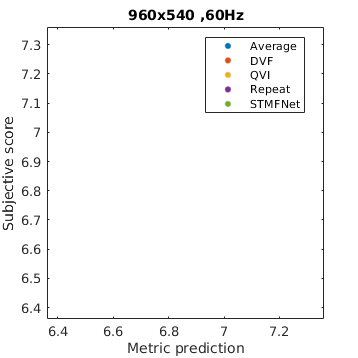 960x540 ,60Hz
7.3
7.2
7.1
7
6.9
6.8
6.7
6.6
6.5
6.4
Subjective score
Average
DVF
QVI
Repeat
STMFNet
6.4 6.6 6.8 7 7.2
Metric prediction